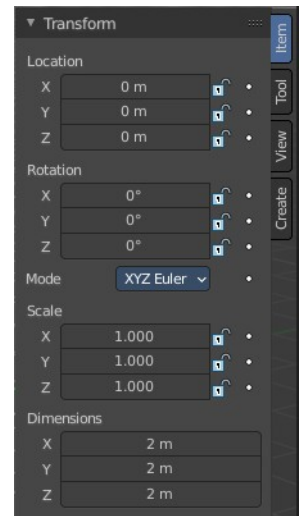 Transform
Location
X 0 m
Y 0 m
Z 0 m
Rotation
X 0°
Y 0°
Z 0°
Mode XYZ Euler
Scale
X 1.000
Y 1.000
Z 1.000
Dimensions
X 2 m
Y 2 m
Z 2 m
Item
Tool
View
Create